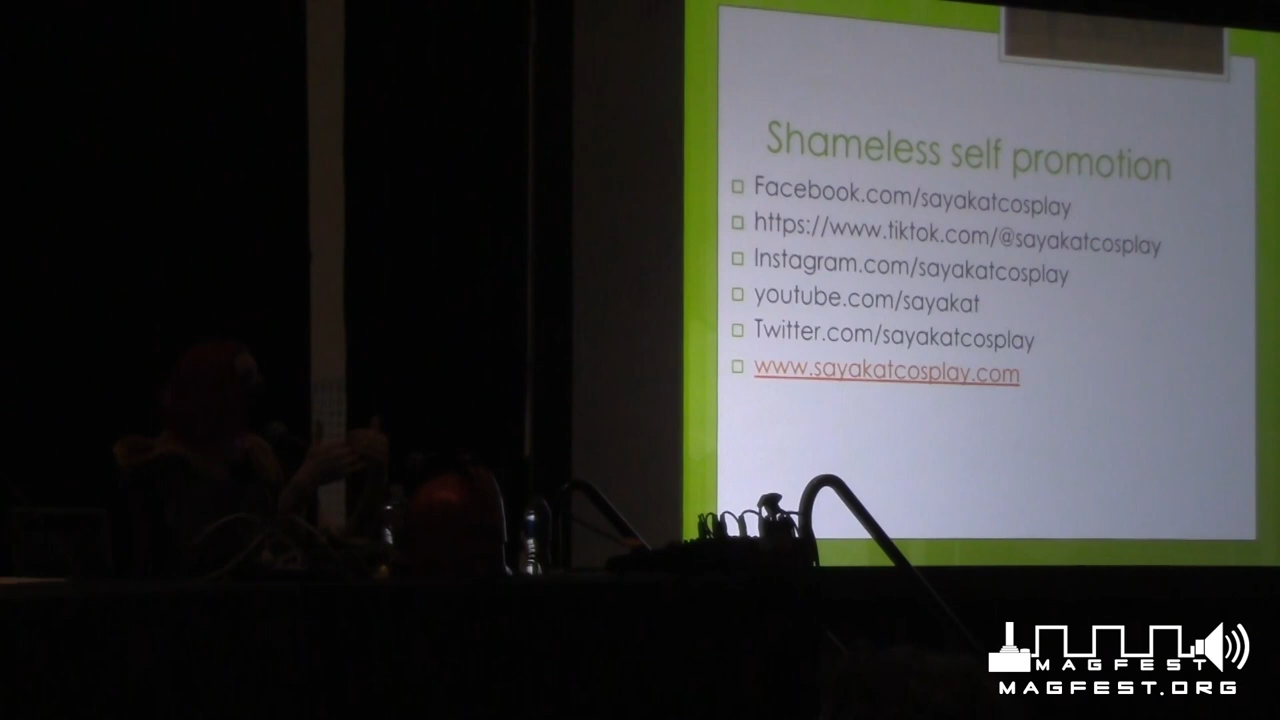 Shameless self promotion
Facebook.com/sayakatcosplay
https://www.tiktok.com/@sayakatcosplay
Instagram.com/sayakatcosplay
youtube.com/sayakat
Twitter.com/sayakatcosplay
www.sayakatcosplay.com
MAGFEST
MAGFEST.ORG